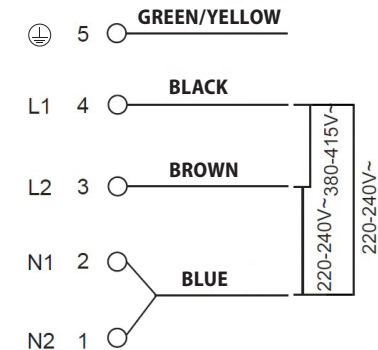 5 GREEN/YELLOW
L1 4 BLACK
L2 3 BROWN
N1 2
BLUE
N2 1
380-415V~
220-240V~
220-240V~